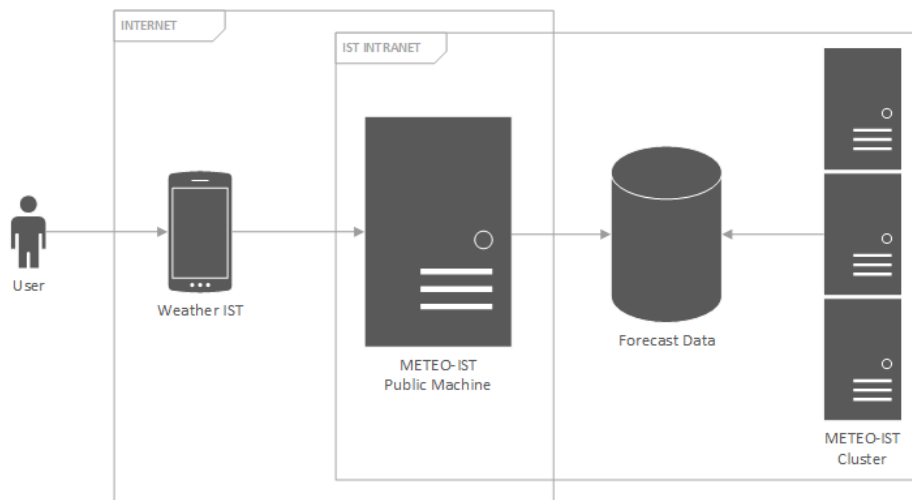 INTERNET
IST INTRANET
User
Weather IST
METEO-IST
Public Machine
Forecast Data
METEO-IST
Cluster